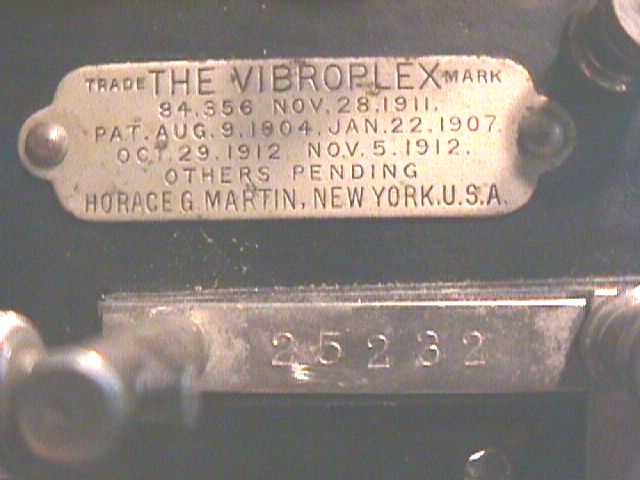 TRADE THE VIBROPLEX MARK
94,356 NOV. 28. 1911.
PAT. AUG. 9. 1904. JAN. 22. 1907.
OCT. 29. 1912 NOV. 5. 1912.
OTHERS PENDING
HORACE G. MARTIN, NEW YORK. U.S.A.
25232